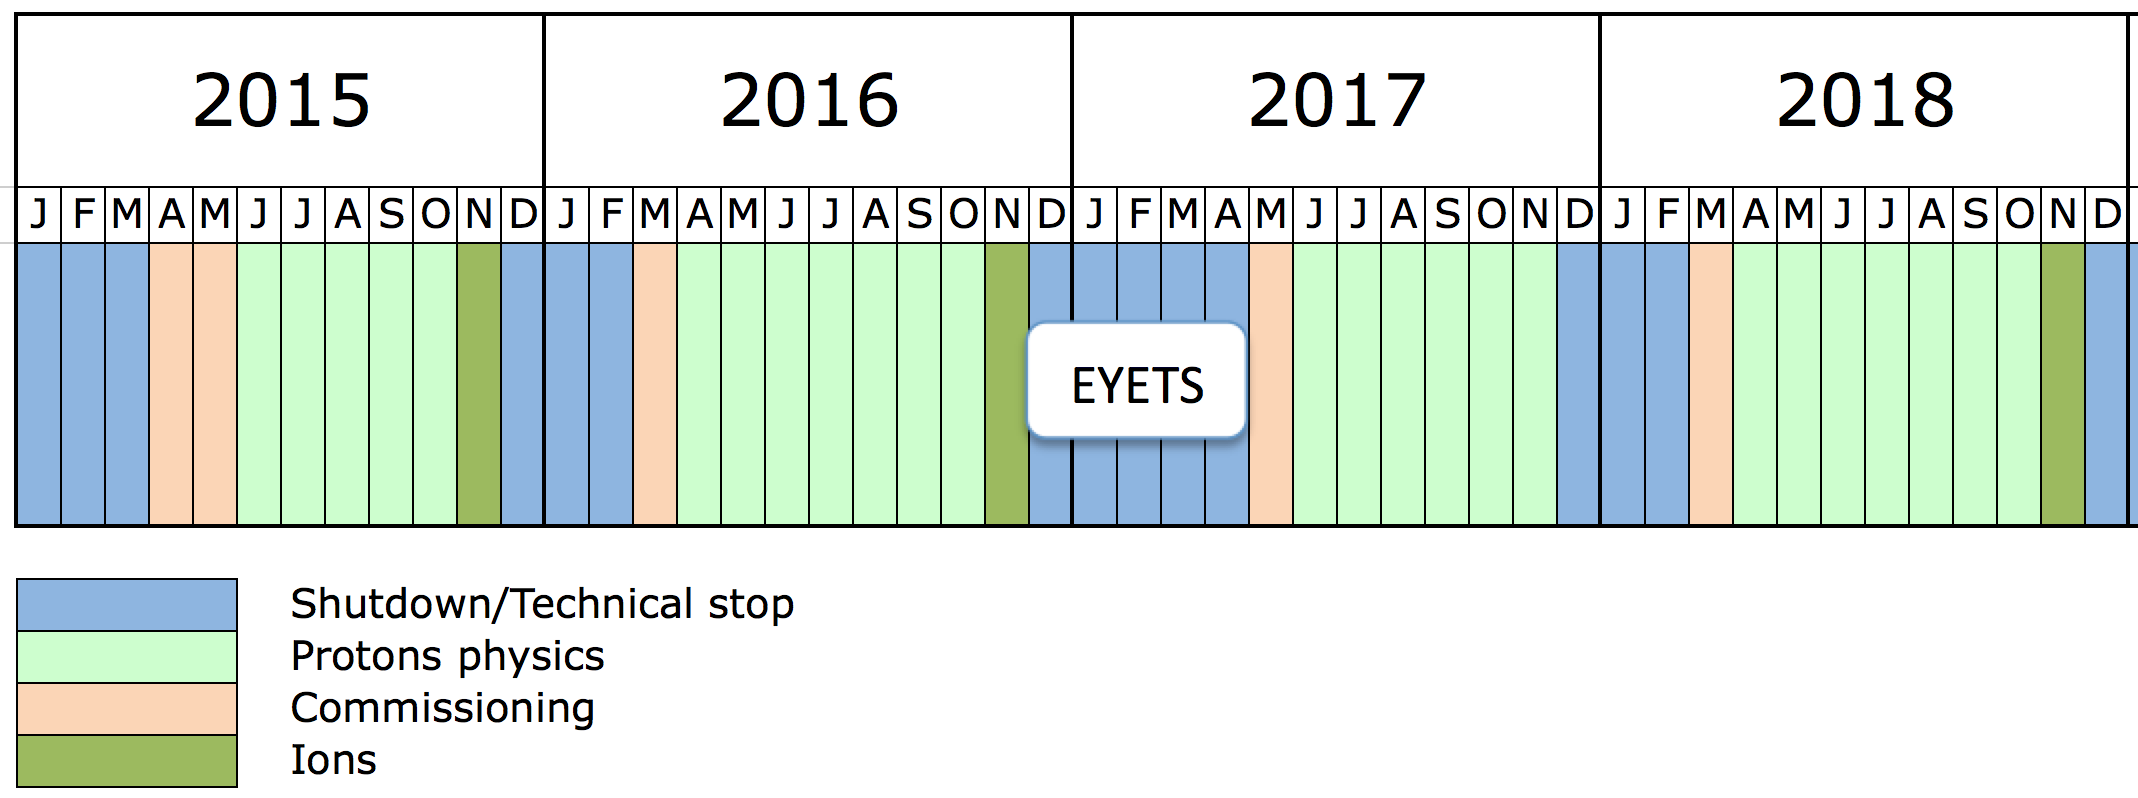 2015 2016 2017 2018
J F M A M J J A S O N D J F M A M J J A S O N D J F M A M J J A S O N D J F M A M J J A S O N D
EYETS
Shutdown/Technical stop
Protons physics
Commissioning
Ions